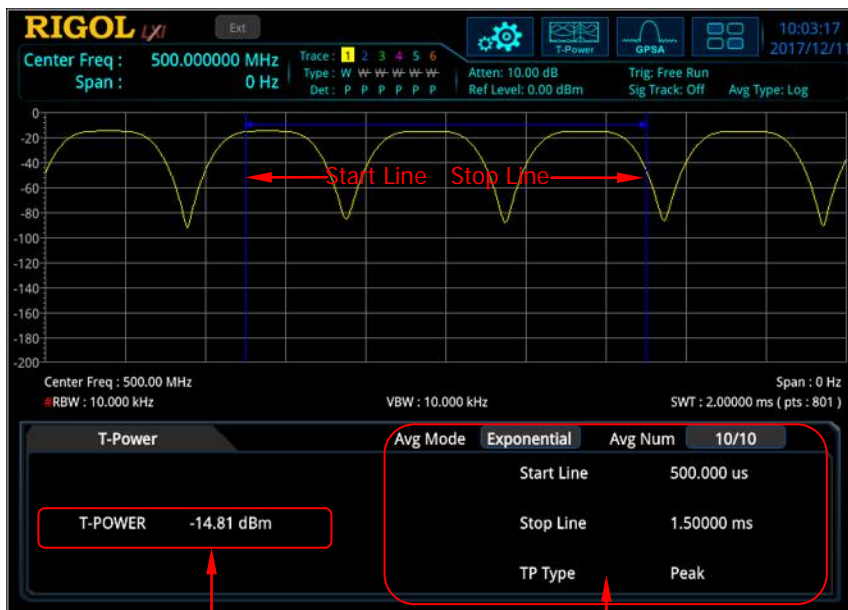 RIGOL LXI Ext 10:03:17
T-Power GPSA 2017/12/11
Center Freq : 500.000000 MHz
Span : 0 Hz
Trace : 1 2 3 4 5 6
Type : W W W W W W
Det : P P P P P P
Atten: 10.00 dB Trig: Free Run
Ref Level: 0.00 dBm Sig Track: Off Avg Type: Log
0
-20
-40
-60
-80
-100
-120
-140
-160
-180
-200
Start Line Stop Line
Center Freq : 500.00 MHz Span : 0 Hz
#RBW : 10.000 kHz VBW : 10.000 kHz SWT : 2.00000 ms ( pts : 801 )
T-Power
Avg Mode Exponential Avg Num 10/10
Start Line 500.000 us
T-POWER -14.81 dBm
Stop Line 1.50000 ms
TP Type Peak